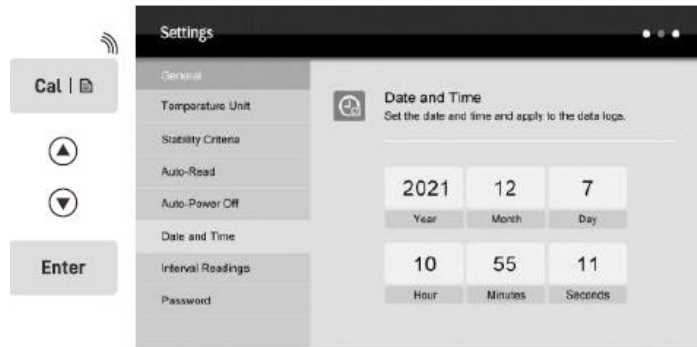 Settings
Cal |
General
Temperature Unit
Stability Criteria
Auto-Read
Auto-Power Off
Date and Time
Interval Readings
Password
Enter
Date and Time
Set the date and time and apply to the data logs.
2021 12 7
Year Month Day
10 55 11
Hour Minutes Seconds